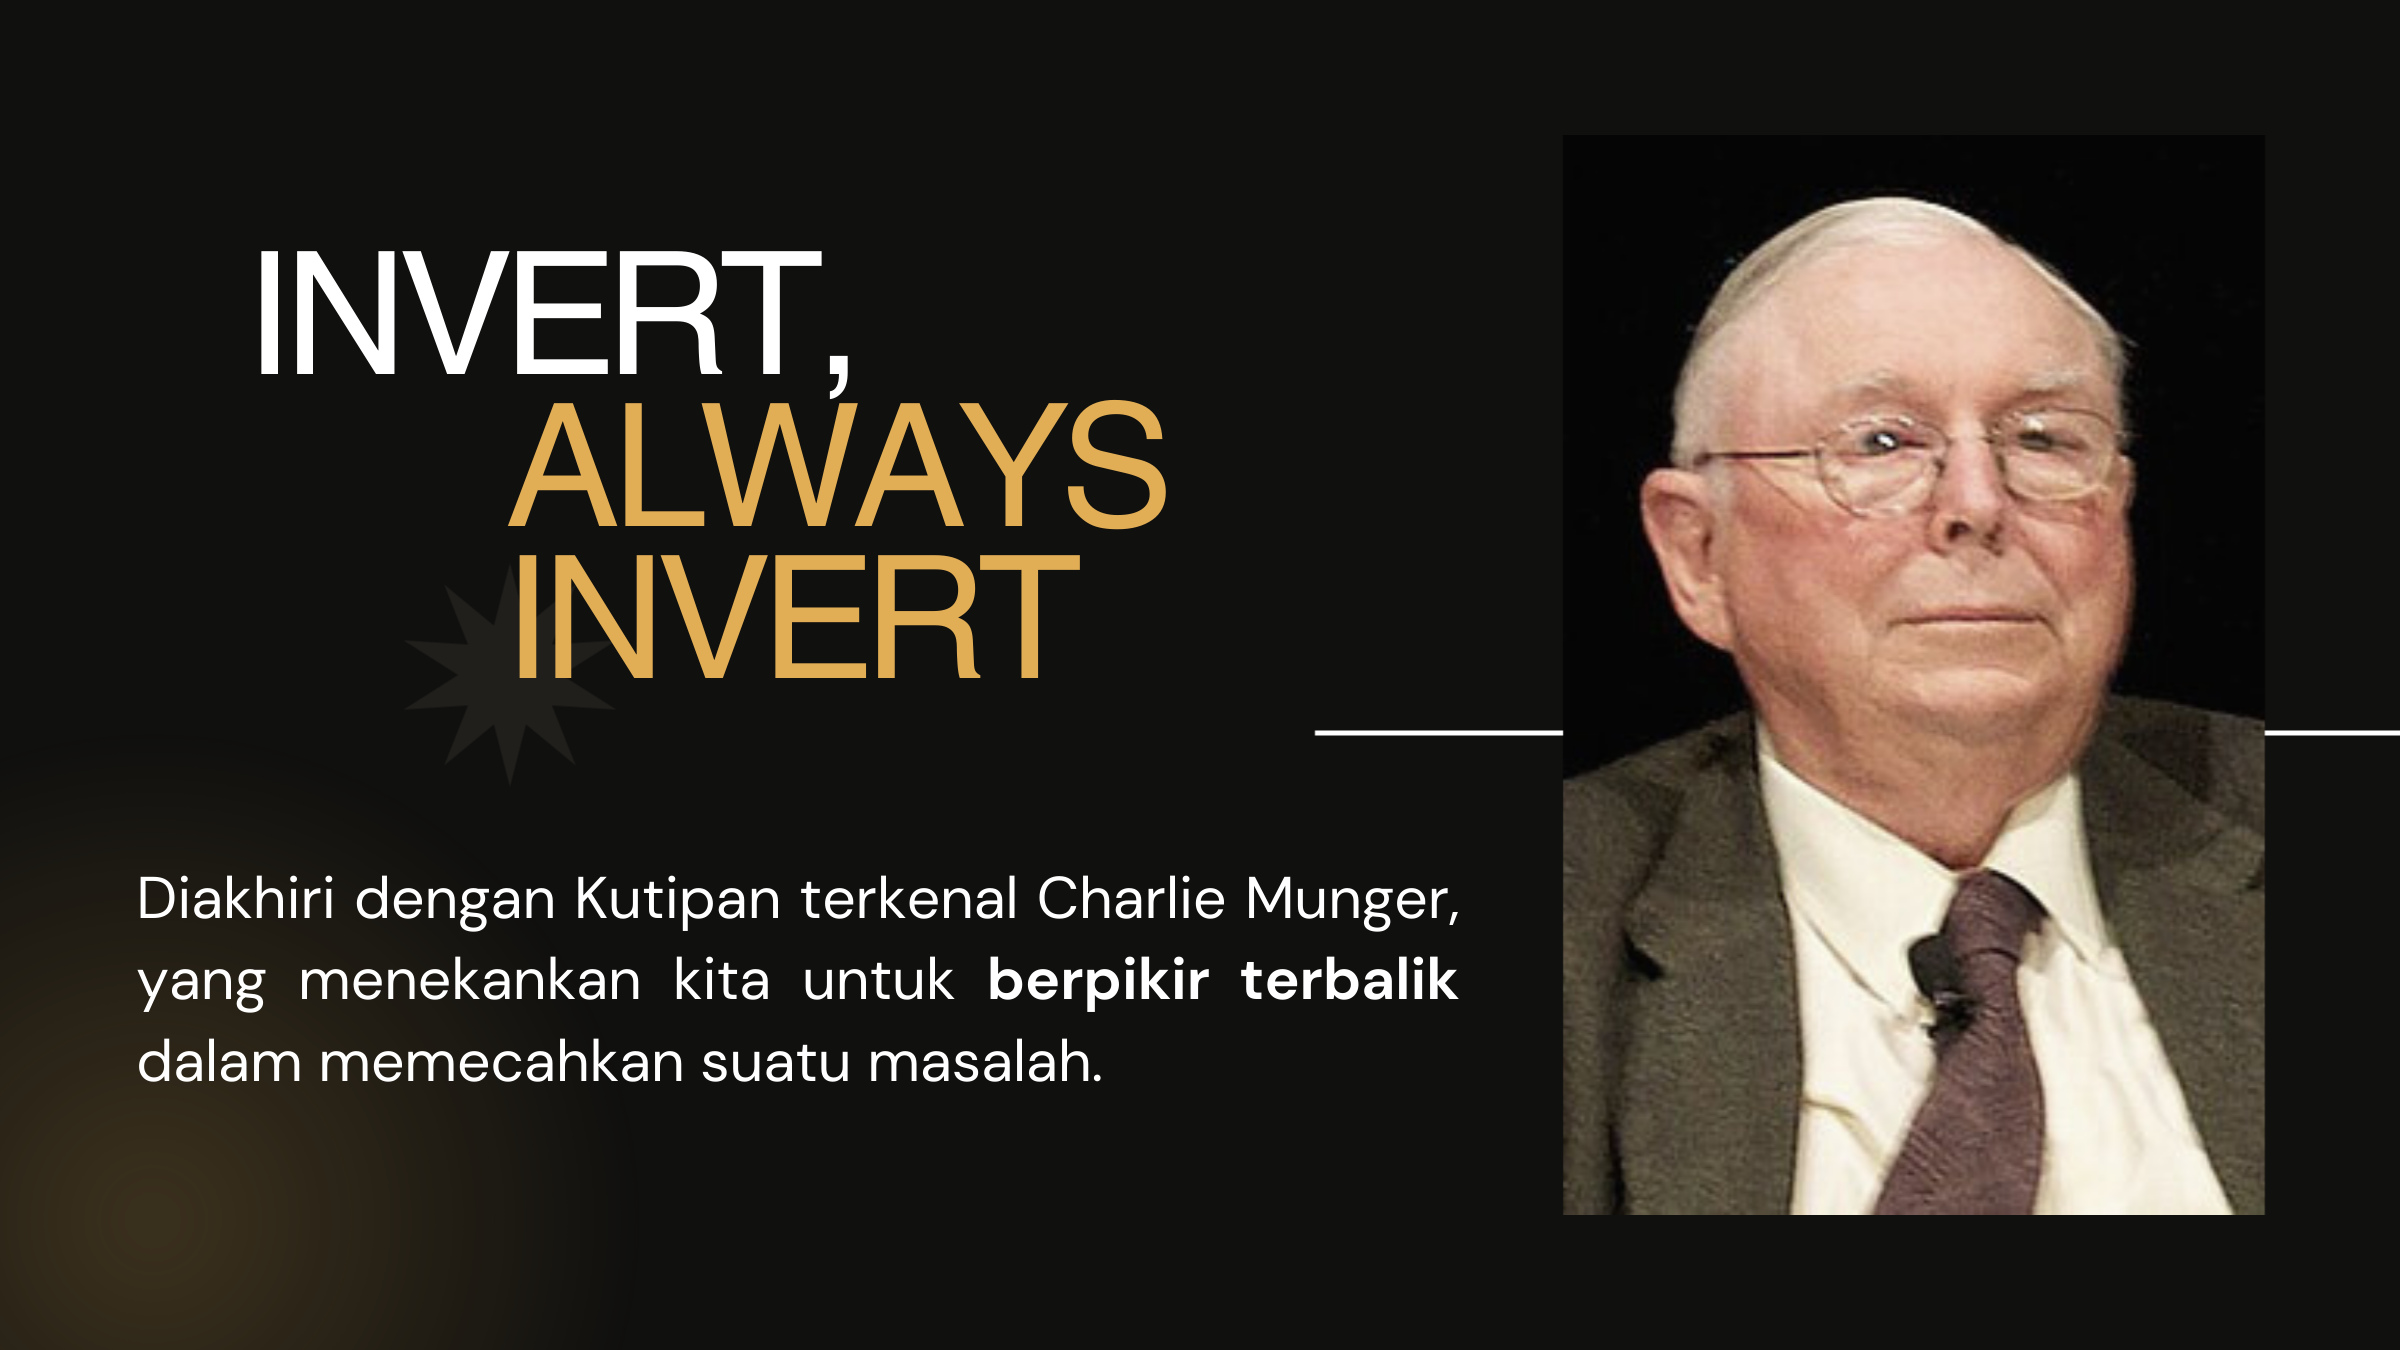 INVERT,
ALWAYS
INVERT
Diakhiri dengan Kutipan terkenal Charlie Munger,
yang menekankan kita untuk berpikir terbalik
dalam memecahkan suatu masalah.